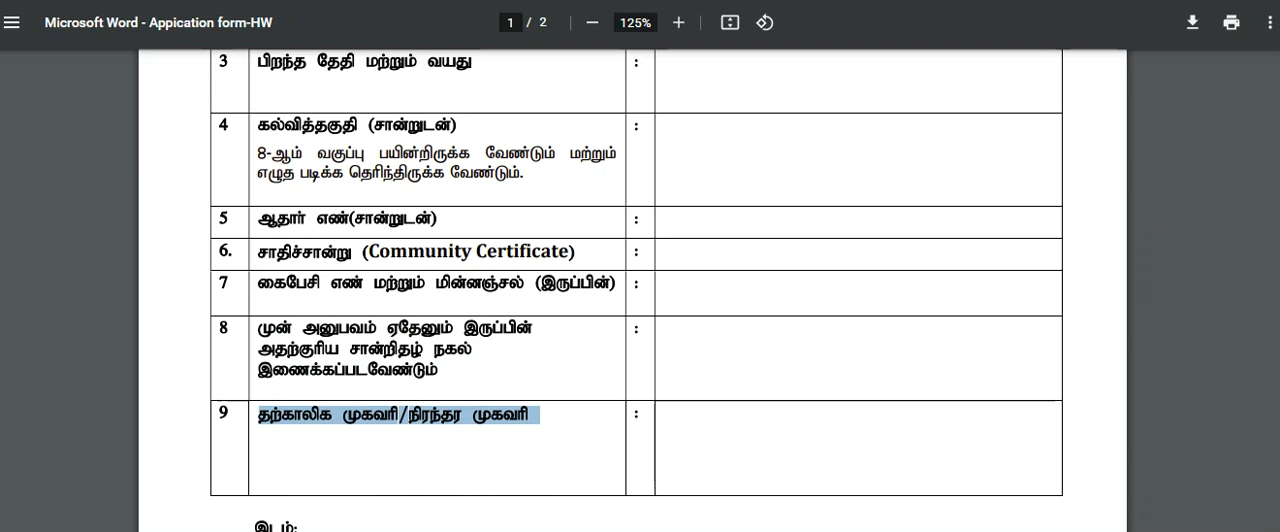 Microsoft Word - Appication form-HW 1 / 2 125%
3 பிறந்த தேதி மற்றும் வயது :
4 கல்வித்தகுதி (சான்றுடன்) :
8-ஆம் வகுப்பு பயின்றிருக்க வேண்டும் மற்றும்
எழுத படிக்க தெரிந்திருக்க வேண்டும்.
5 ஆதார் எண்(சான்றுடன்) :
6. சாதிச்சான்று (Community Certificate) :
7 கைபேசி எண் மற்றும் மின்னஞ்சல் (இருப்பின்) :
8 முன் அனுபவம் ஏதேனும் இருப்பின் :
அதற்குரிய சான்றிதழ் நகல்
இணைக்கப்படவேண்டும்
9 தற்காலிக முகவரி/நிரந்தர முகவரி :
இடம்: